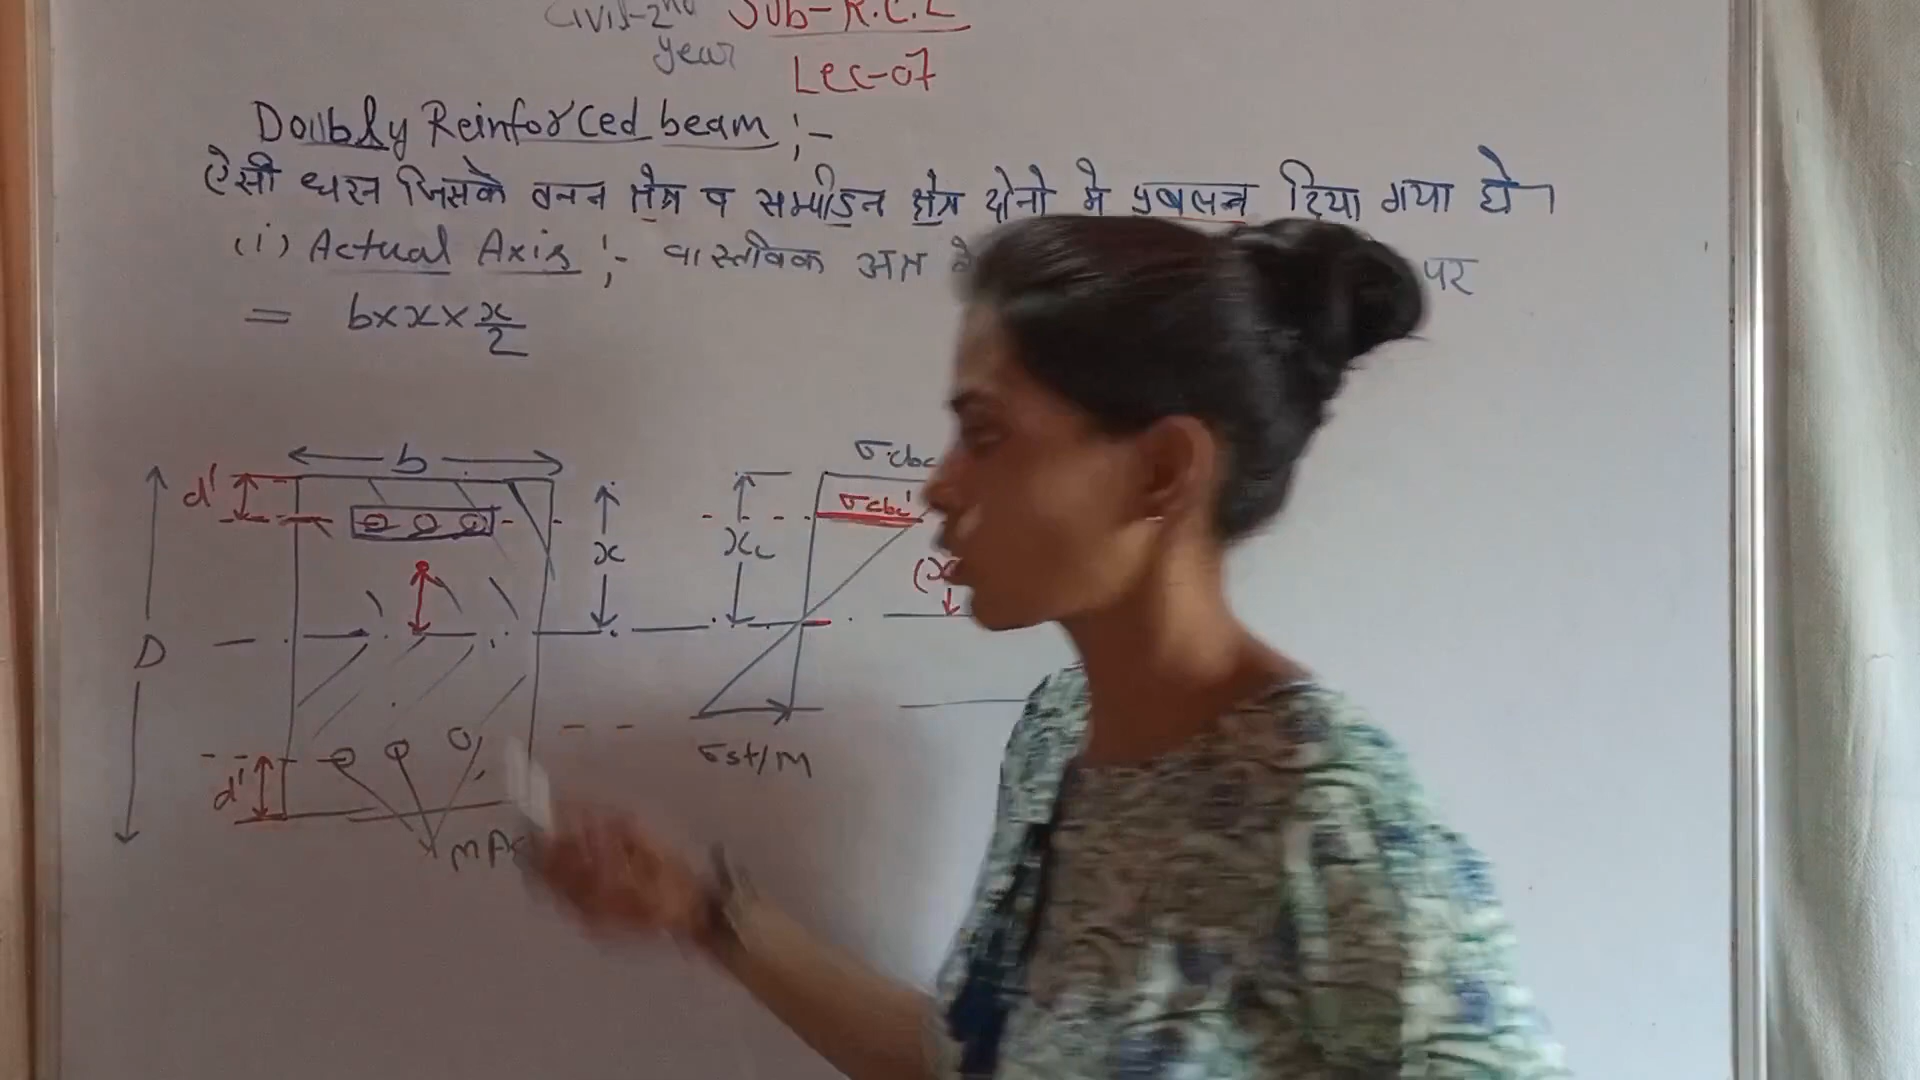 Civil-2nd Sub-R.C.C
year
Lec-07
Doubly Reinforced beam ;-
ऐसी धरन जिसके तनन क्षेत्र व सम्पीडन क्षेत्र दोनो मे प्रबलन दिया गया हो।
(i) Actual Axis ;- वास्तविक अक्ष के पर
= b×x×x/2
b
d'
D
x
xc
σcbc
σcbc'
(x
d'
σst/m